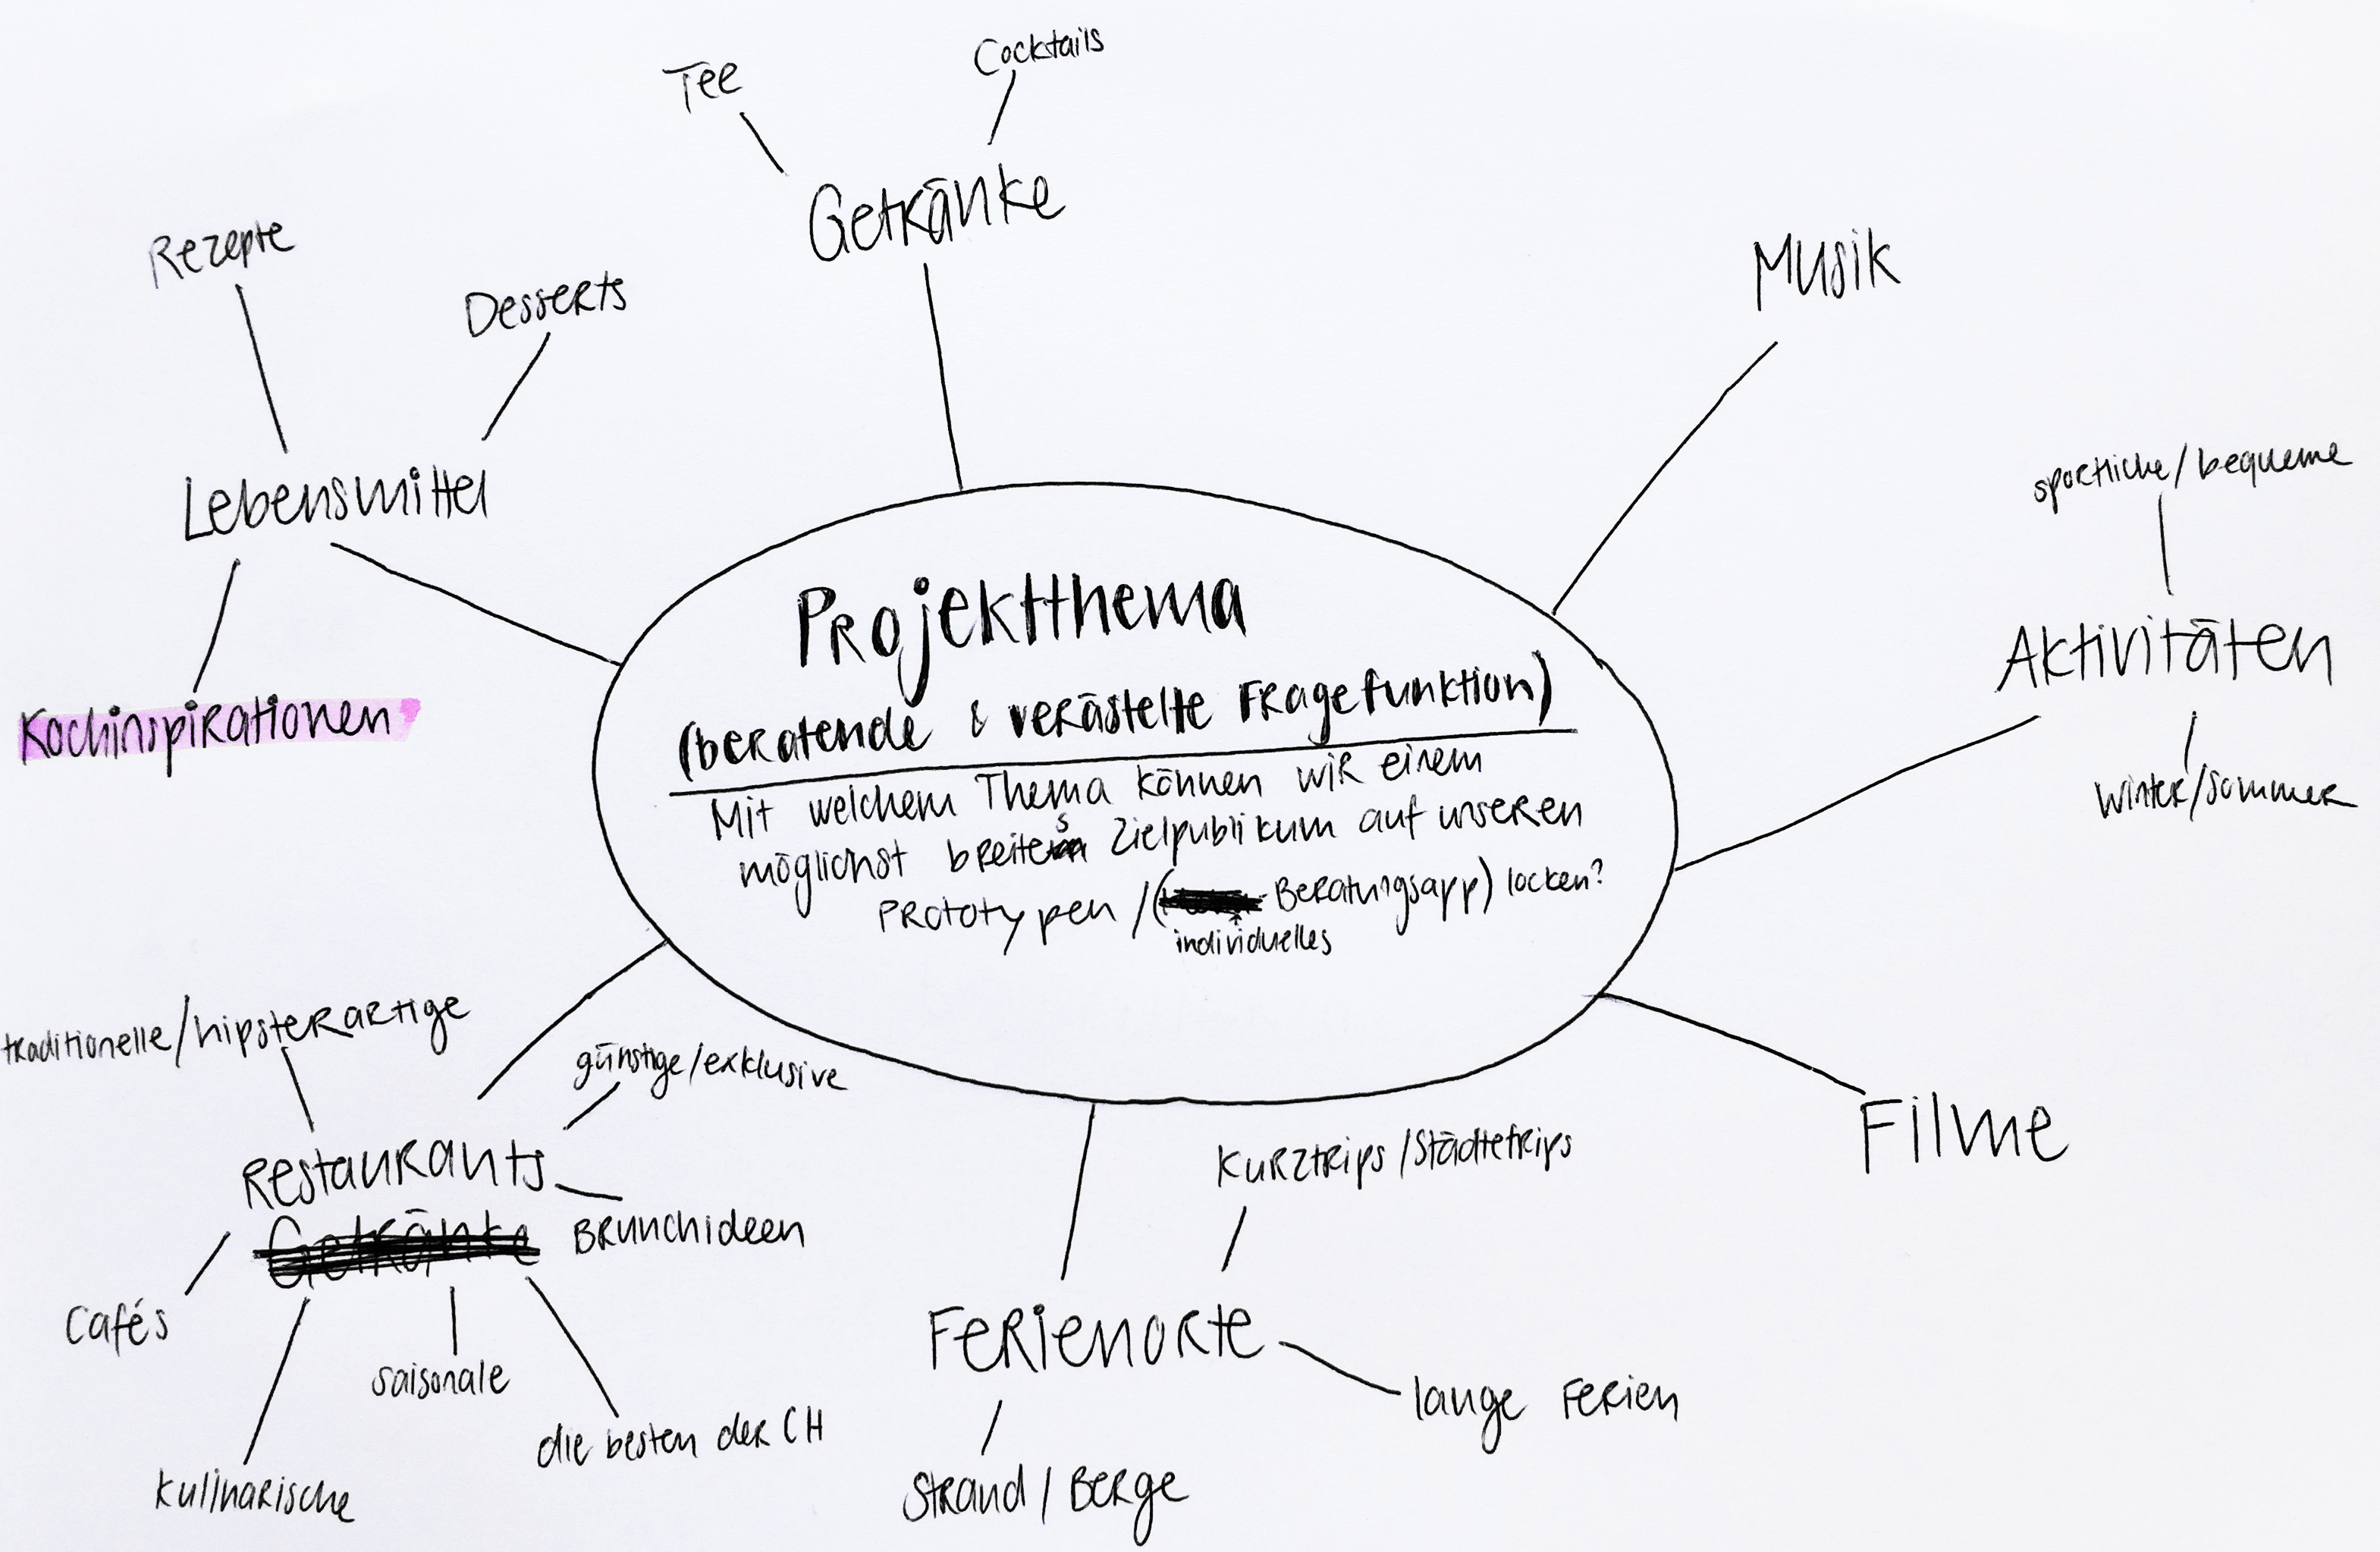 Cocktails
Tee
Getränke
Rezepte
Desserts
Musik
Lebensmittel
sportliche/bequeme
Aktivitäten
Winter/Sommer
Kochinspirationen
Projektthema
(beratende & verästelte Fragefunktion)
Mit welchem Thema können wir einem
möglichst breites Zielpublikum auf unseren
Prototypen/(Beratungsapp) locken?
individuelles
traditionelle/hipsterartige
günstige/exklusive
Restaurants
Getränke
Brunchideen
Cafés
saisonale
die besten der CH
kulinarische
Filme
Kurztrips/Städtetrips
Ferienorte
lange Ferien
Strand/Berge